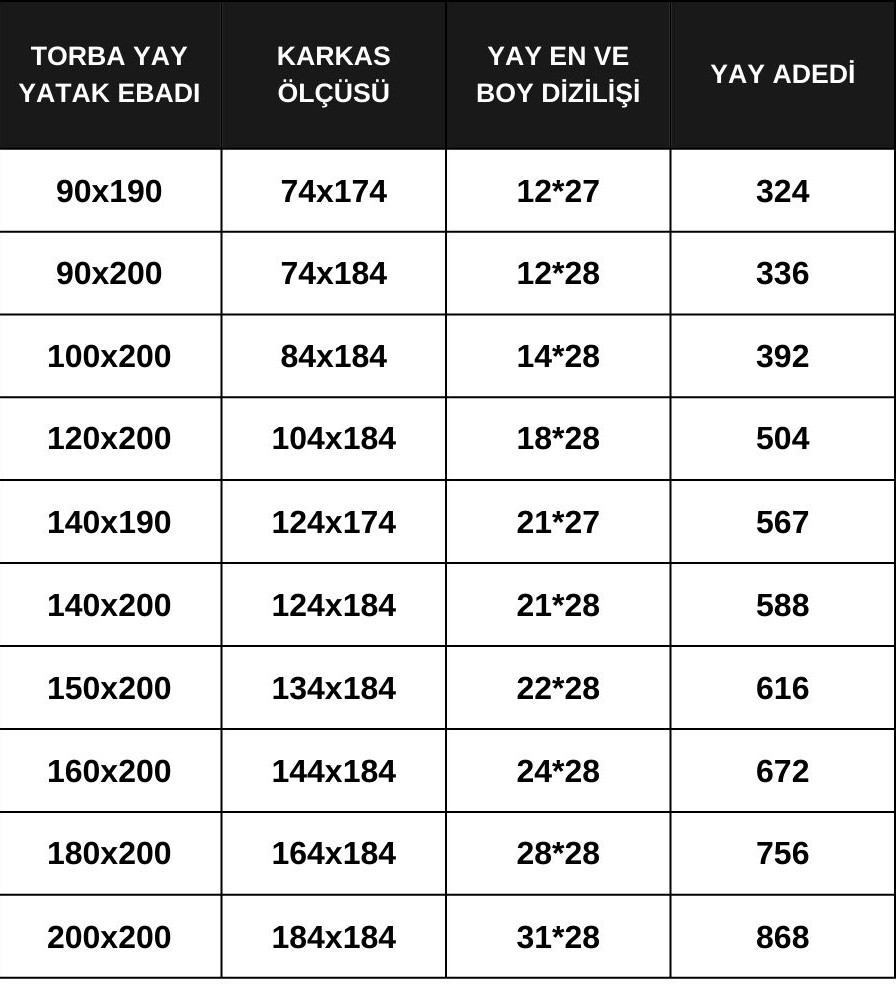 TORBA YAY
YATAK EBADI
KARKAS
ÖLÇÜSÜ
YAY EN VE
BOY DİZİLİŞİ
YAY ADEDİ
90x190 74x174 12*27 324
90x200 74x184 12*28 336
100x200 84x184 14*28 392
120x200 104x184 18*28 504
140x190 124x174 21*27 567
140x200 124x184 21*28 588
150x200 134x184 22*28 616
160x200 144x184 24*28 672
180x200 164x184 28*28 756
200x200 184x184 31*28 868